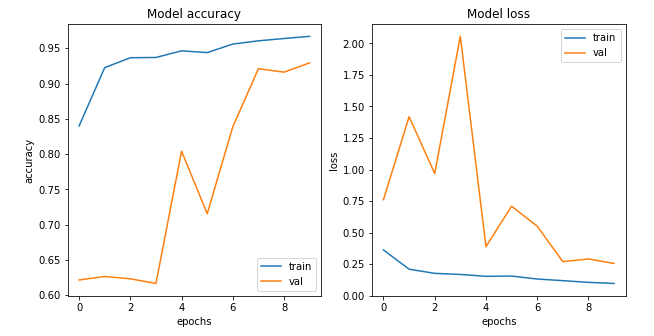 Model accuracy
0.95
0.90
0.85
0.80
0.75
0.70
0.65
0.60
accuracy
0 2 4 6 8
epochs
train
val
Model loss
2.00
1.75
1.50
1.25
1.00
0.75
0.50
0.25
0.00
loss
0 2 4 6 8
epochs
train
val